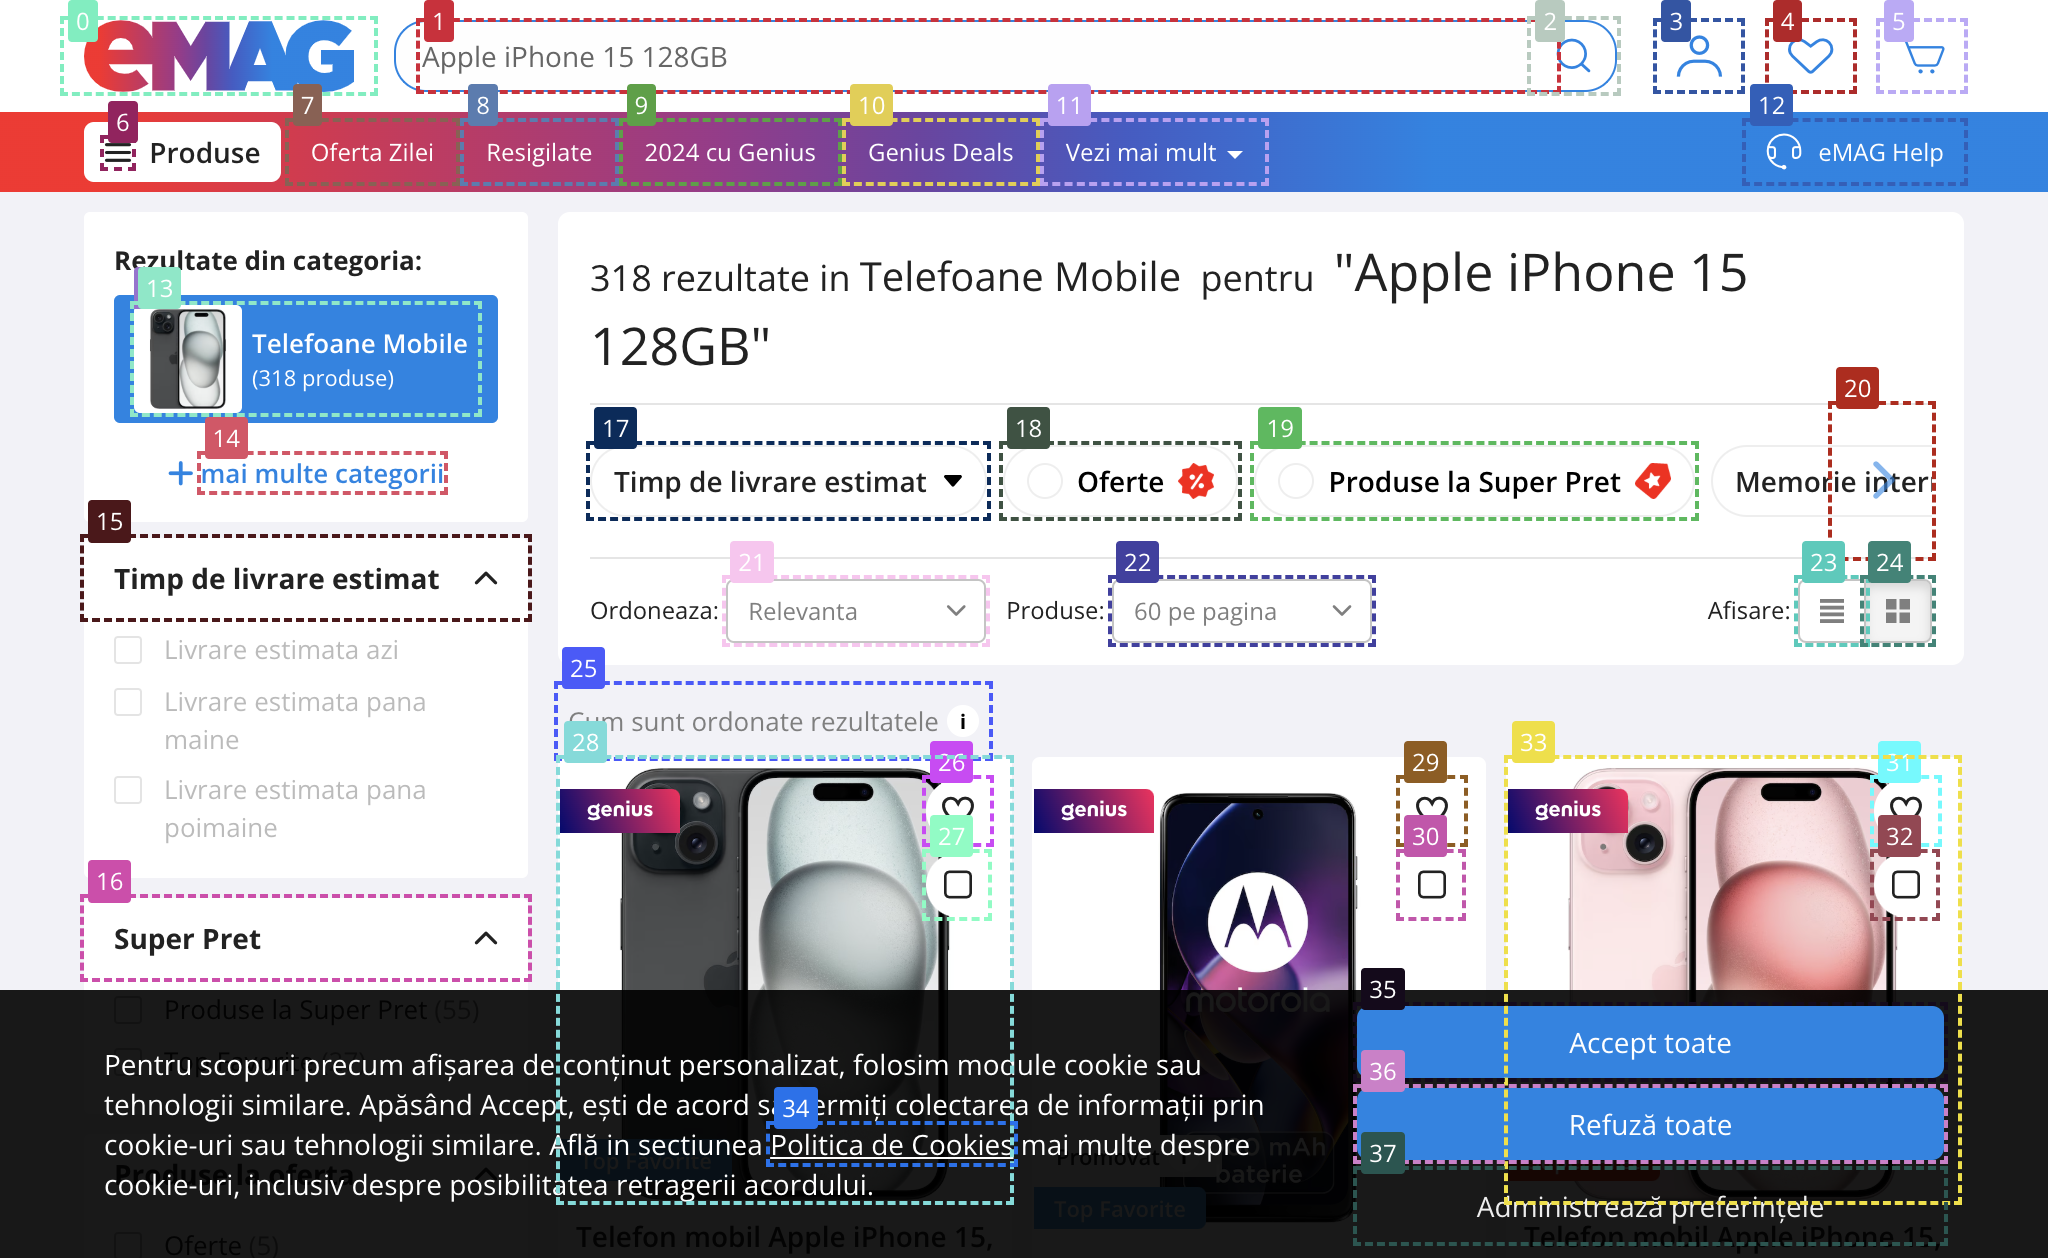 0
eMAG
1
Apple iPhone 15 128GB
2
3
4
5
6
Produse
7
Oferta Zilei
8
Resigilate
9
2024 cu Genius
10
Genius Deals
11
Vezi mai mult
12
eMAG Help
Rezultate din categoria:
13
Telefoane Mobile
(318 produse)
14
+ mai multe categorii
318 rezultate in Telefoane Mobile pentru "Apple iPhone 15
128GB"
17
Timp de livrare estimat
18
Oferte
19
Produse la Super Pret
20
Memorie inter
15
Timp de livrare estimat
Livrare estimata azi
Livrare estimata pana
maine
Livrare estimata pana
poimaine
Ordoneaza:
21
Relevanta
Produse:
22
60 pe pagina
Afisare:
23
24
25
Cum sunt ordonate rezultatele i
16
Super Pret
Produse la Super Pret (55)
28
genius
26
27
genius
29
30
motorola
33
genius
31
32
Pentru scopuri precum afișarea de conținut personalizat, folosim module cookie sau
tehnologii similare. Apăsând Accept, ești de acord să permiți colectarea de informații prin
cookie-uri sau tehnologii similare. Află in sectiunea Politica de Cookies mai multe despre
cookie-uri, inclusiv despre posibilitatea retragerii acordului.
34
35
Accept toate
36
Refuză toate
37
Administrează preferințele
Produse la oferta
Oferte (5)
Top Favorite
Promovat
mAh
baterie
Top Favorite
Telefon mobil Apple iPhone 15,
Telefon mobil Apple iPhone 15,